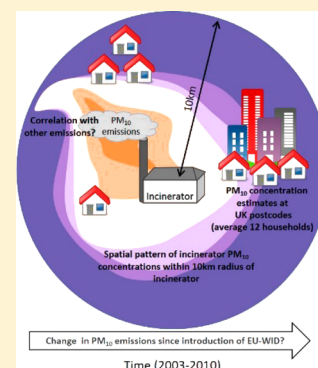 10km
Correlation with
other emissions?
PM₁₀
emissions
Incinerator
PM₁₀ concentration
estimates at
UK postcodes
(average 12 households)
Spatial pattern of incinerator PM₁₀
concentrations within 10km radius of
incinerator
Change in PM₁₀ emissions since introduction of EU-WID?
Time (2003-2010)